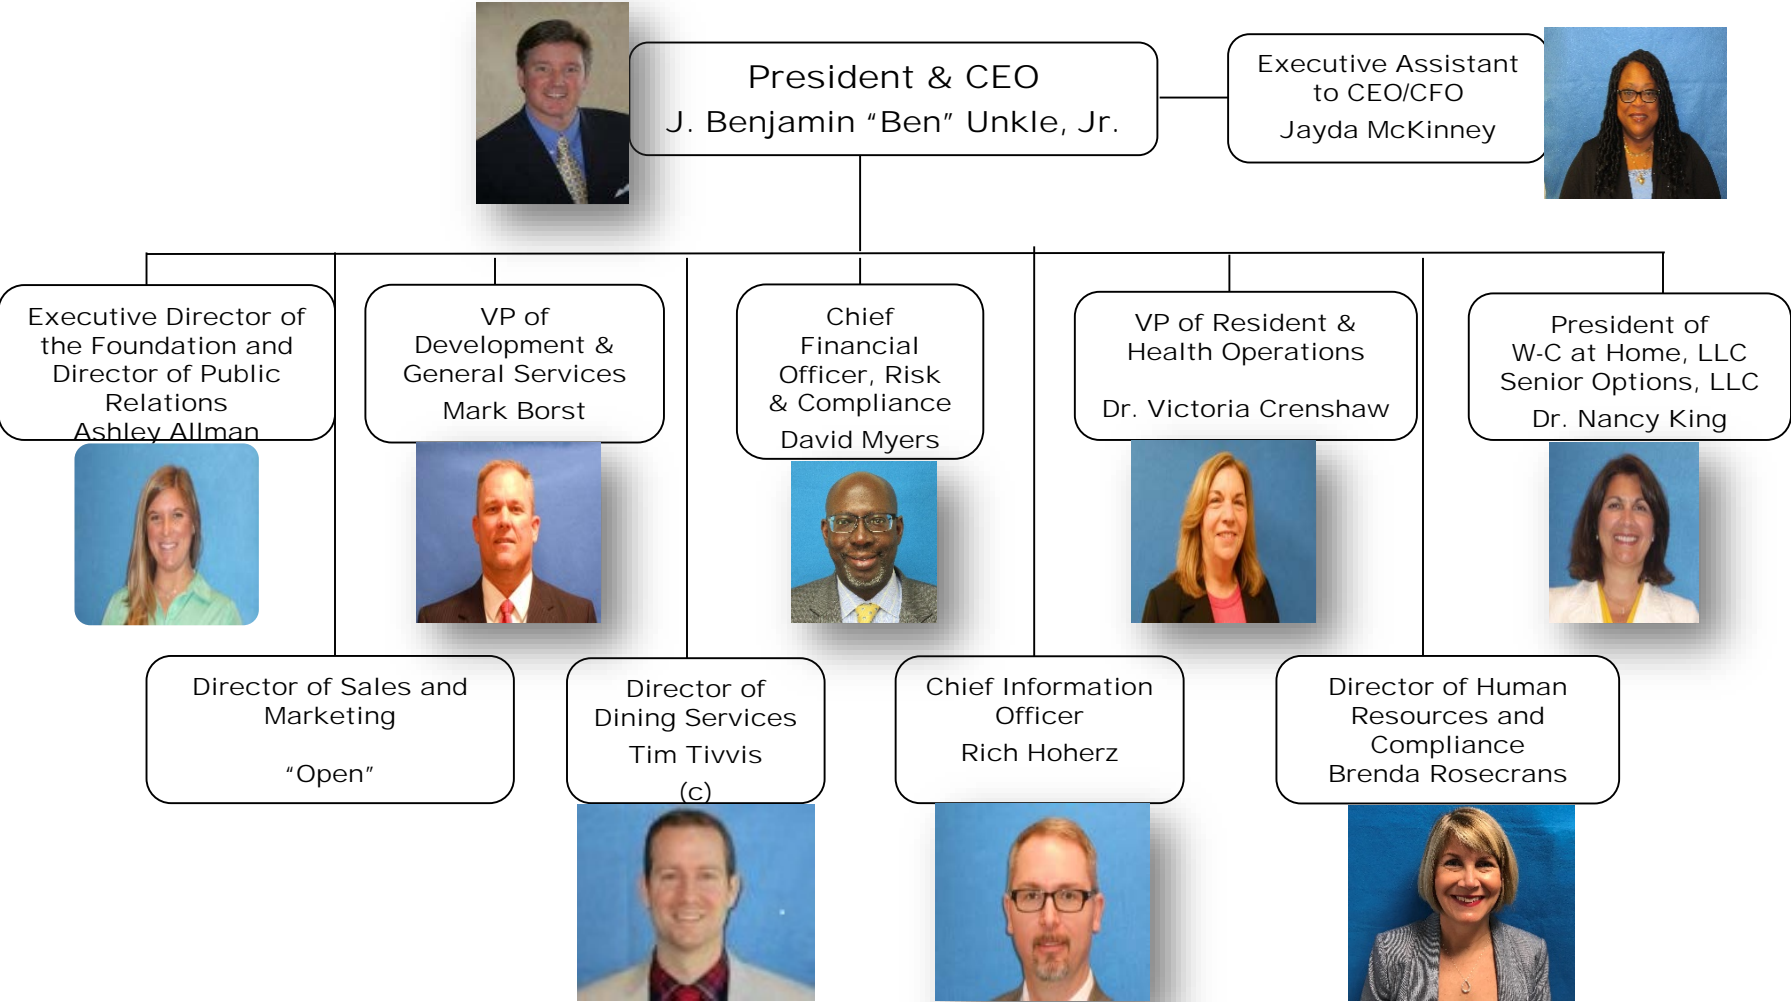 President & CEO
J. Benjamin “Ben” Unkle, Jr.
Executive Assistant
to CEO/CFO
Jayda McKinney
Executive Director of
the Foundation and
Director of Public
Relations
Ashley Allman
VP of
Development &
General Services
Mark Borst
Chief
Financial
Officer, Risk
& Compliance
David Myers
VP of Resident &
Health Operations
Dr. Victoria Crenshaw
President of
W-C at Home, LLC
Senior Options, LLC
Dr. Nancy King
Director of Sales and
Marketing
“Open”
Director of
Dining Services
Tim Tivvis
(c)
Chief Information
Officer
Rich Hoherz
Director of Human
Resources and
Compliance
Brenda Rosecrans